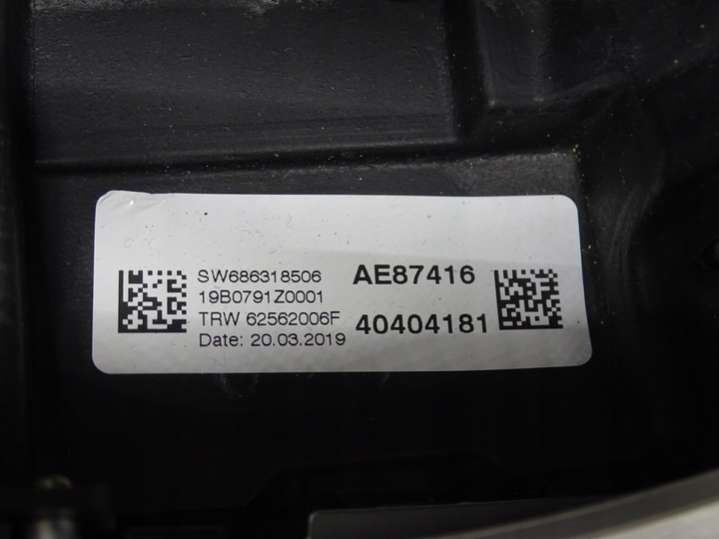 SW686318506
19B0791Z0001
TRW 62562006F
Date: 20.03.2019
AE87416
40404181